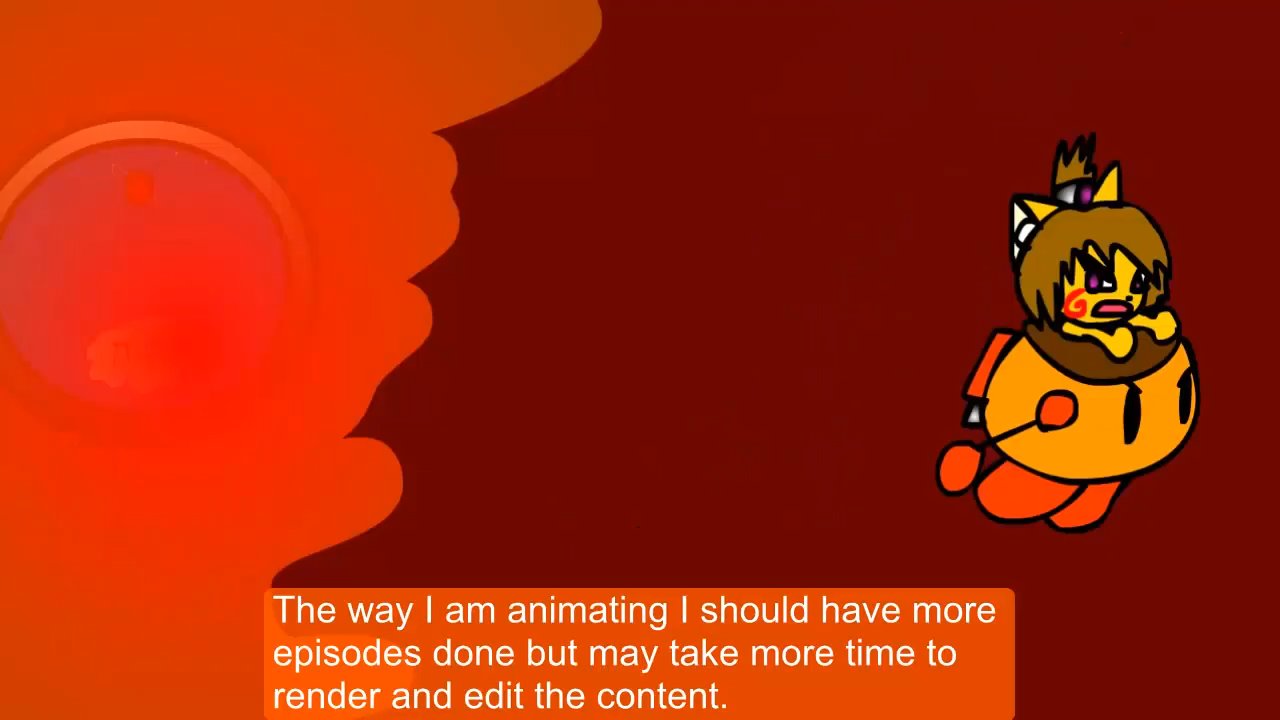 The way I am animating I should have more
episodes done but may take more time to
render and edit the content.